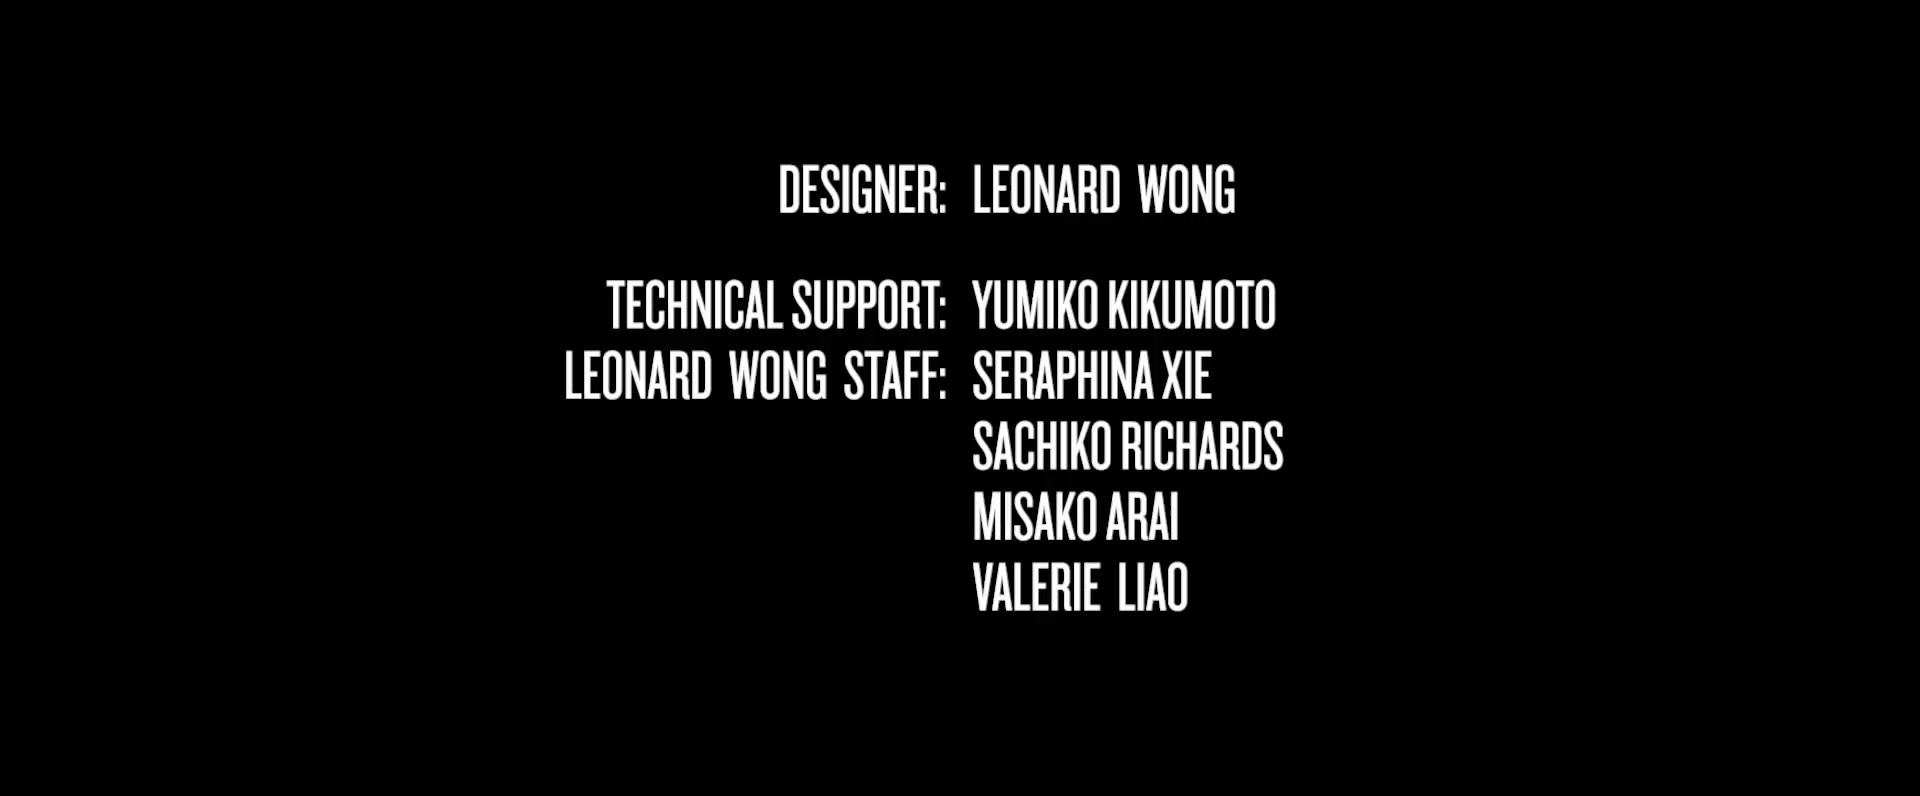 DESIGNER: LEONARD WONG
TECHNICAL SUPPORT: YUMIKO KIKUMOTO
LEONARD WONG STAFF: SERAPHINA XIE
SACHIKO RICHARDS
MISAKO ARAI
VALERIE LIAO